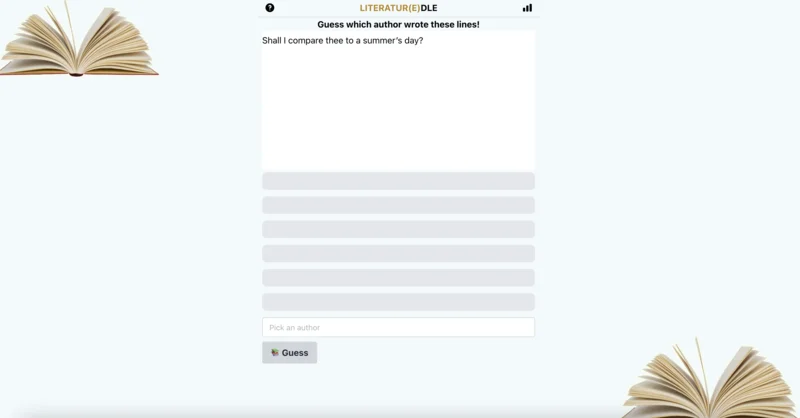 LITERATUR(E)DLE
Guess which author wrote these lines!
Shall I compare thee to a summer's day?
Pick an author
Guess